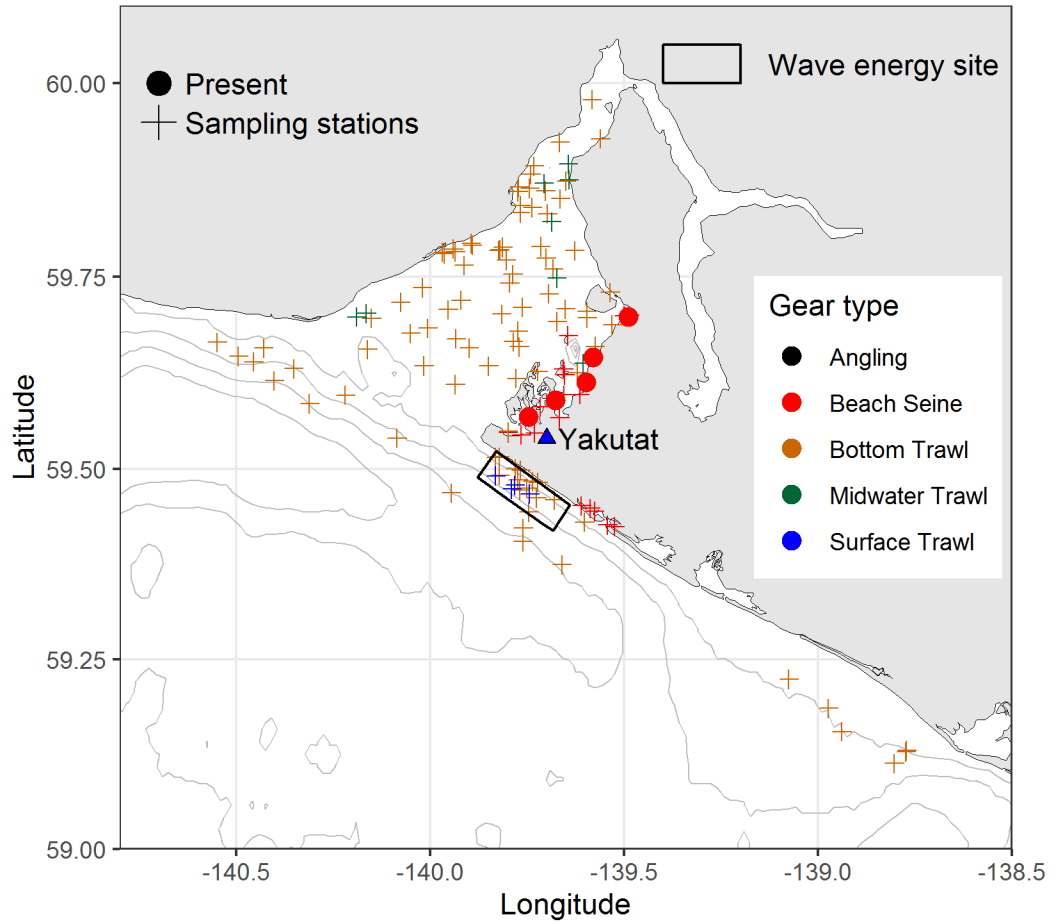 Present
Sampling stations
Wave energy site
60.00
59.75
59.50
59.25
59.00
Latitude
Yakutat
Gear type
Angling
Beach Seine
Bottom Trawl
Midwater Trawl
Surface Trawl
-140.5
-140.0
-139.5
-139.0
-138.5
Longitude